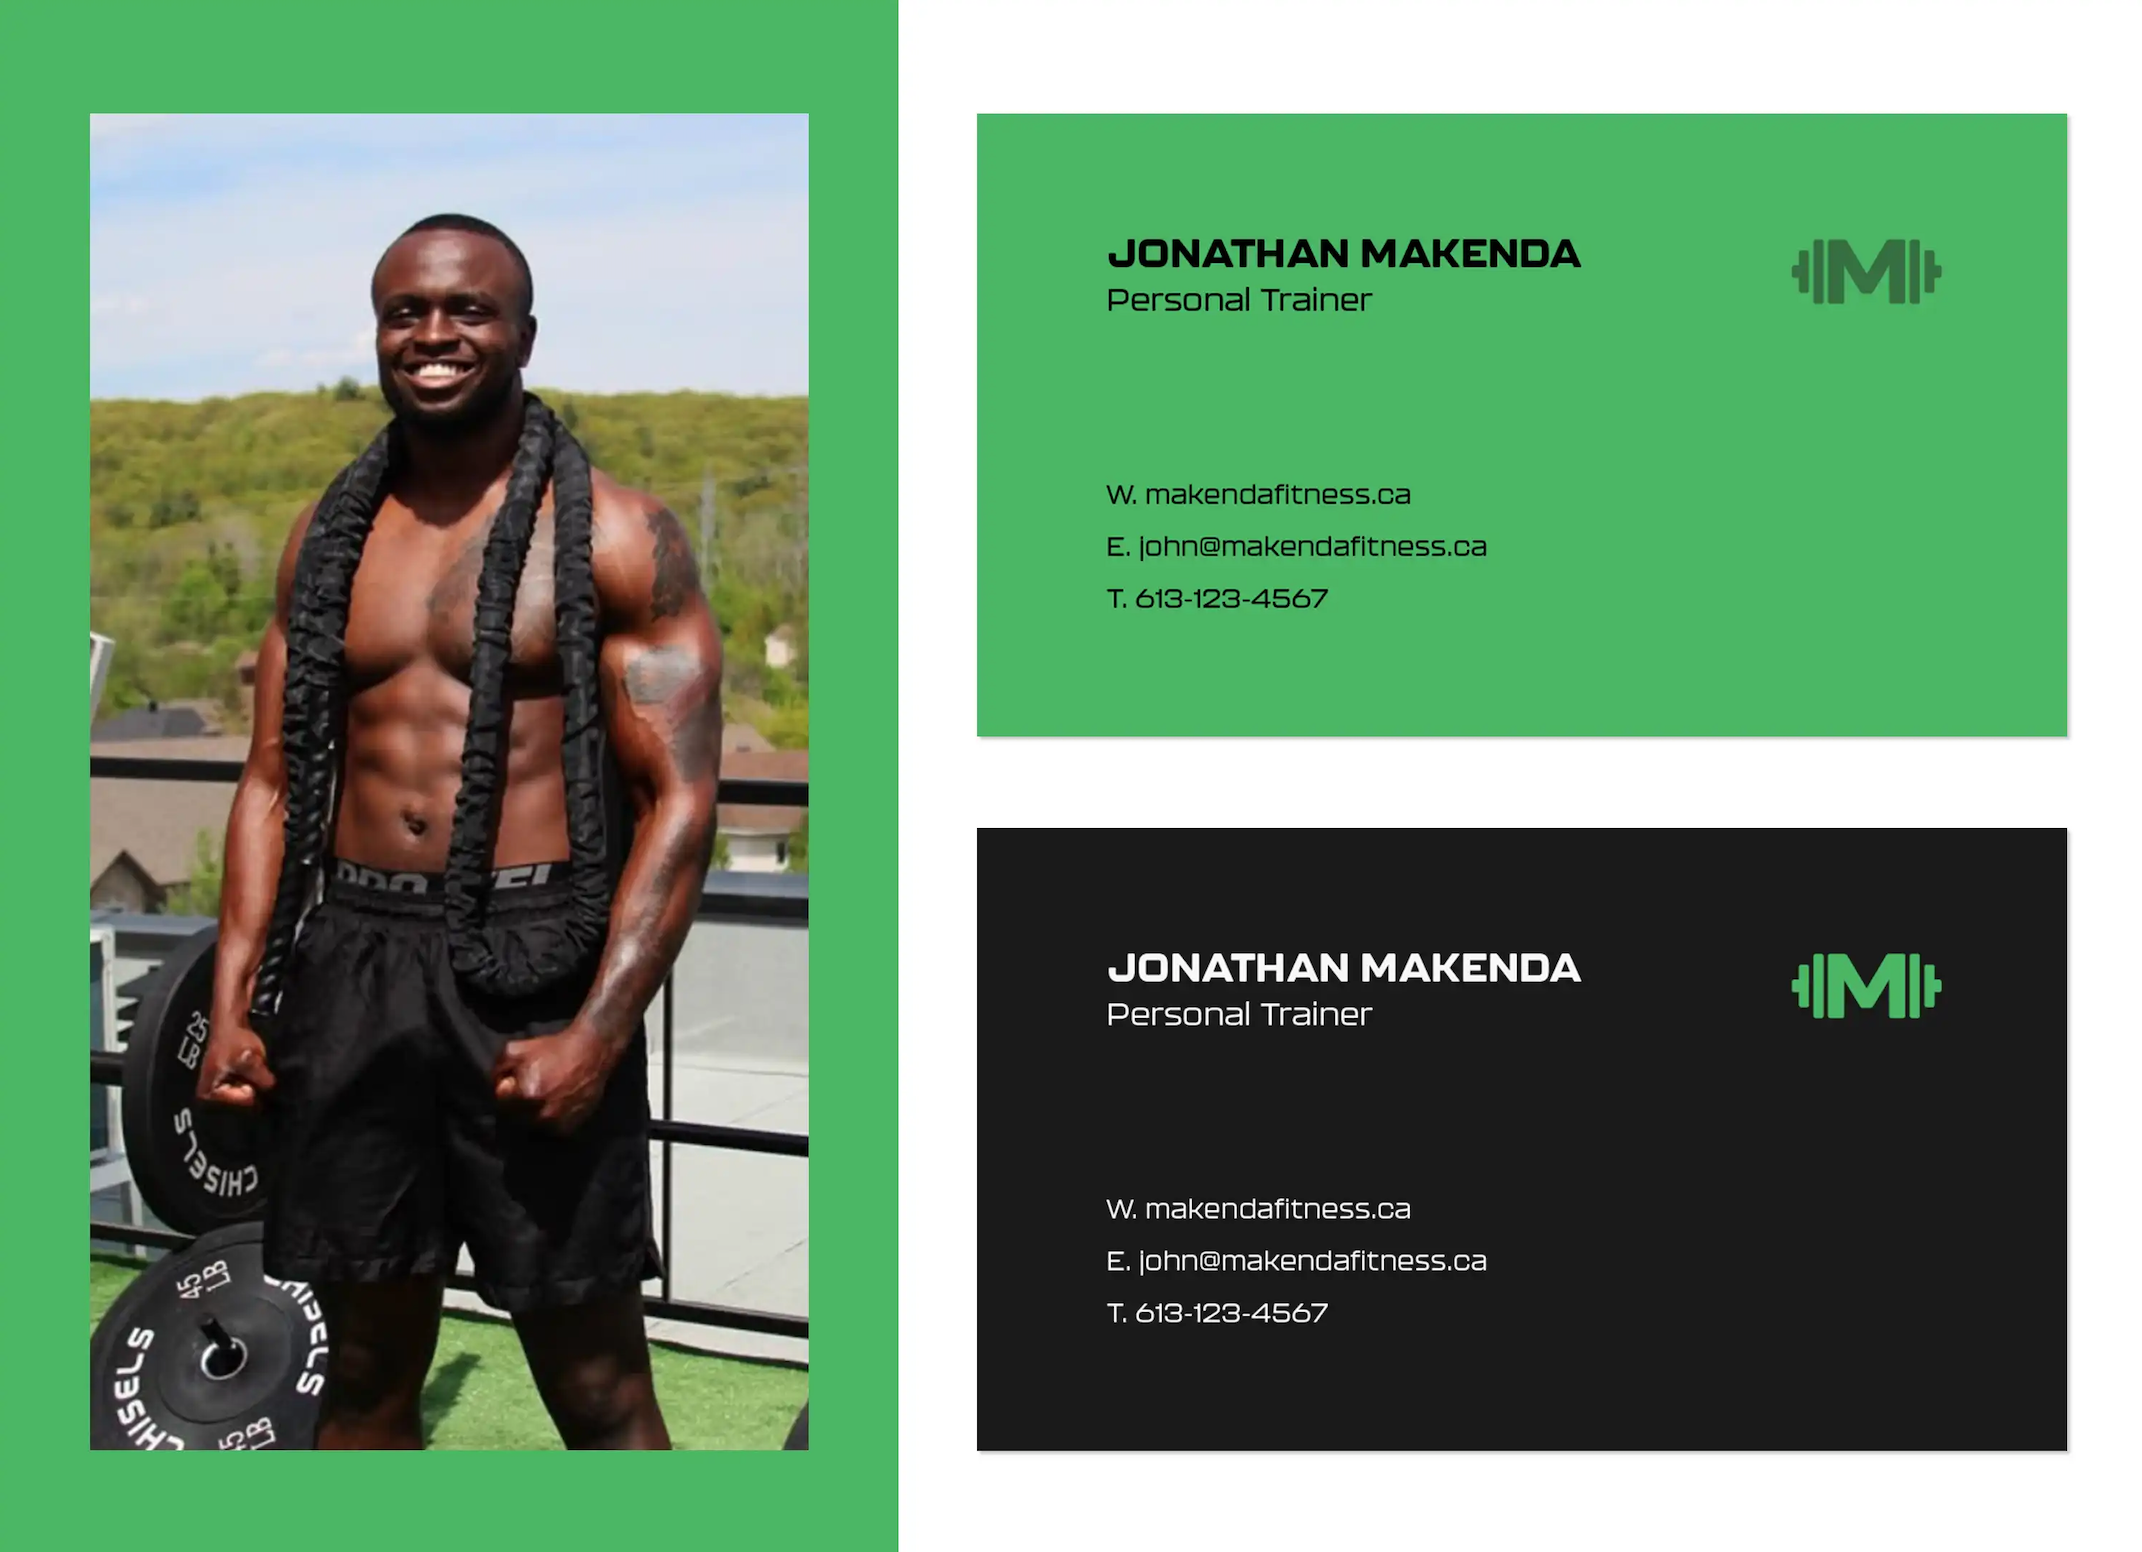 PRO
25
LB
CHISELS
45
LB
CHISELS
CHISELS
45
LB
JONATHAN MAKENDA
Personal Trainer
M
W. makendafitness.ca
E. john@makendafitness.ca
T. 613-123-4567
JONATHAN MAKENDA
Personal Trainer
M
W. makendafitness.ca
E. john@makendafitness.ca
T. 613-123-4567